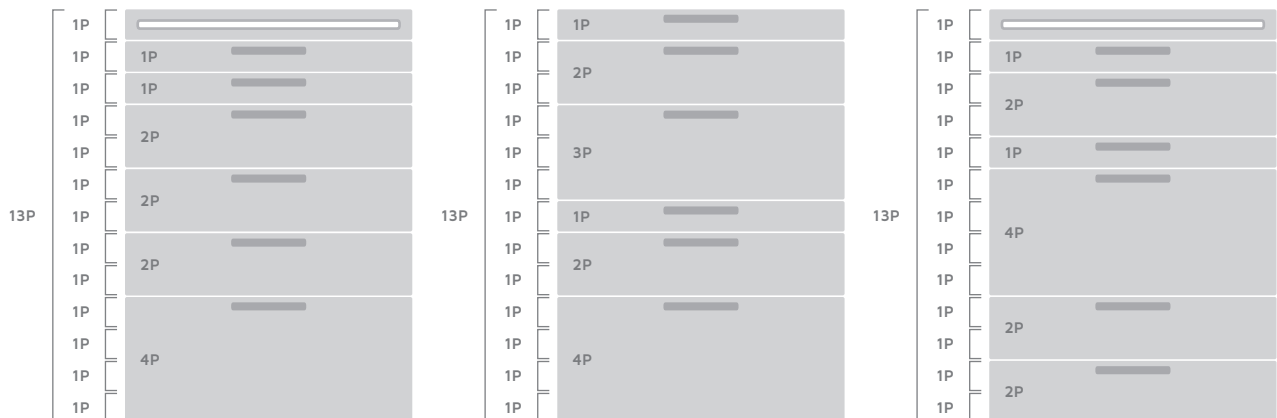 1P 1P 1P 1P
1P 1P 1P 2P 1P 1P
1P 1P 1P 1P 2P
1P 1P 1P
1P 2P 1P 3P 1P 1P
1P 1P 1P
13P 1P 2P 13P 1P 1P 13P 1P 4P
1P 1P 1P
1P 2P 1P 2P 1P
1P 1P 1P 2P
1P 4P 1P 4P 1P
1P 1P 1P 2P
1P 1P 1P